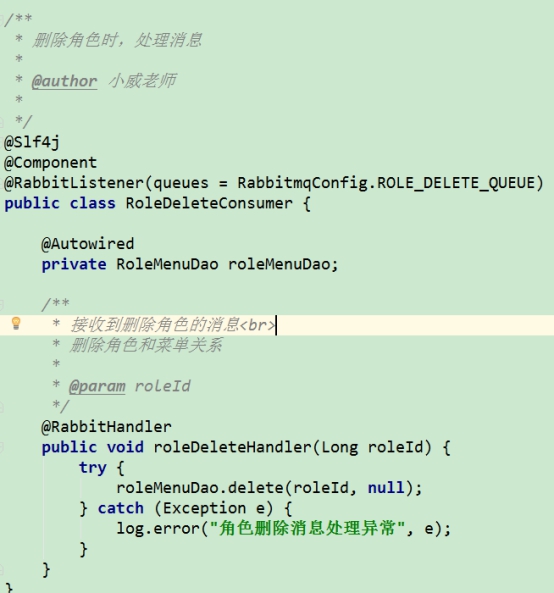 /**
 * 删除角色时，处理消息
 *
 * @author 小威老师
 *
 */
@Slf4j
@Component
@RabbitListener(queues = RabbitmqConfig.ROLE_DELETE_QUEUE)
public class RoleDeleteConsumer {
    @Autowired
    private RoleMenuDao roleMenuDao;
    /**
     * 接收到删除角色的消息<br>
     * 删除角色和菜单关系
     *
     * @param roleId
     */
    @RabbitHandler
    public void roleDeleteHandler(Long roleId) {
        try {
            roleMenuDao.delete(roleId, null);
        } catch (Exception e) {
            log.error("角色删除消息处理异常", e);
        }
    }
}